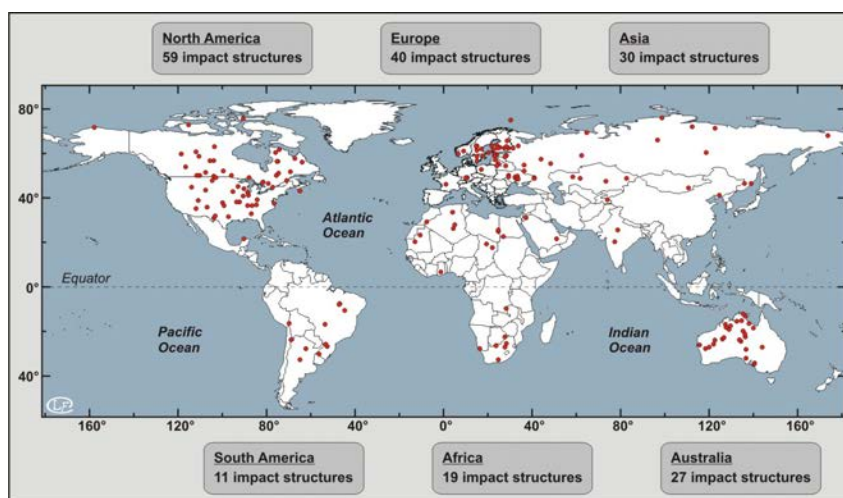 North America
59 impact structures
Europe
40 impact structures
Asia
30 impact structures
80°
40°
0°
40°
Atlantic
Ocean
Equator
Pacific
Ocean
Indian
Ocean
160° 120° 80° 40° 0° 40° 80° 120° 160°
South America
11 impact structures
Africa
19 impact structures
Australia
27 impact structures